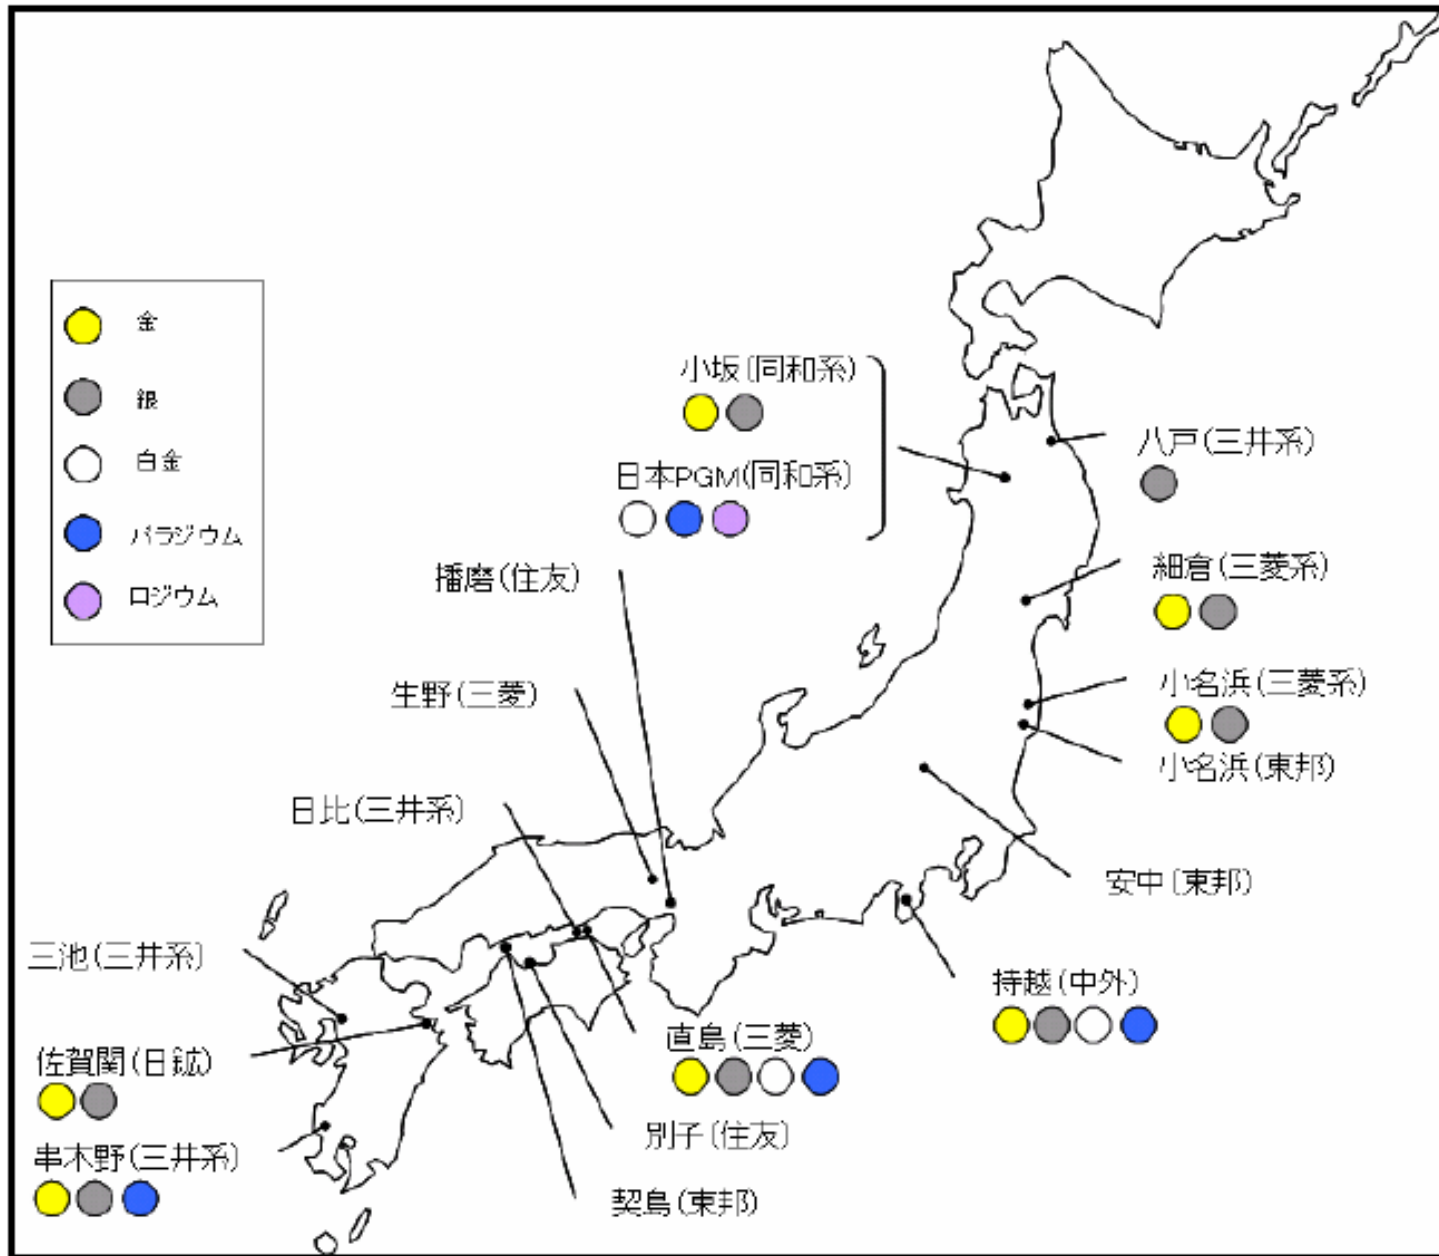 金
銀
白金
パラジウム
ロジウム
小坂(同和系)
日本PGM(同和系)
八戸(三井系)
播磨(住友)
細倉(三菱系)
生野(三菱)
小名浜(三菱系)
小名浜(東邦)
日比(三井系)
安中(東邦)
三池(三井系)
持越(中外)
佐賀関(日鉱)
直島(三菱)
別子(住友)
串木野(三井系)
契島(東邦)